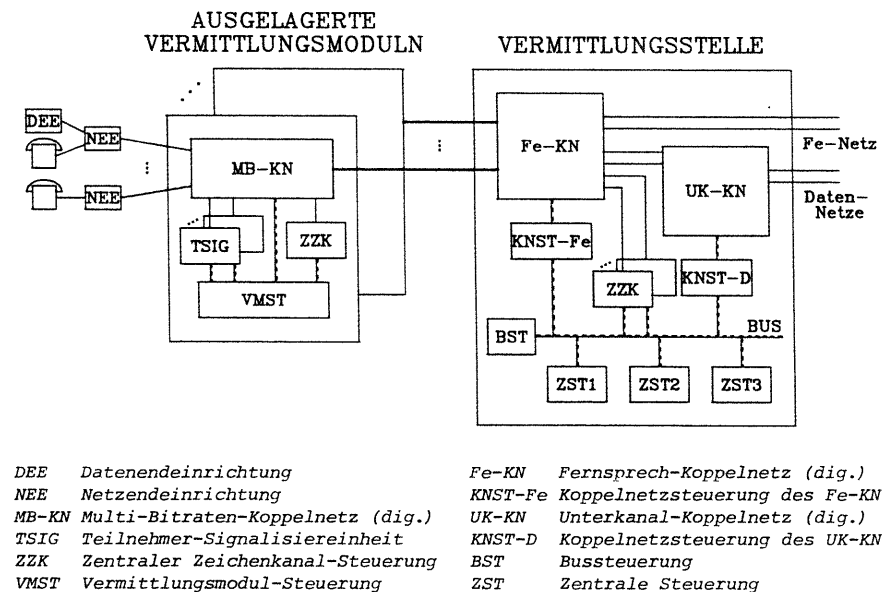 AUSGELAGERTE
VERMITTLUNGSMODULN
VERMITTLUNGSSTELLE
DEE
NEE
NEE
MB-KN
TSIG
ZZK
VMST
Fe-KN
UK-KN
Fe-Netz
Daten-
Netze
KNST-Fe
KNST-D
ZZK
BST
BUS
ZST1
ZST2
ZST3
DEE Datenendeinrichtung
NEE Netzendeinrichtung
MB-KN Multi-Bitraten-Koppelnetz (dig.)
TSIG Teilnehmer-Signalisiereinheit
ZZK Zentraler Zeichenkanal-Steuerung
VMST Vermittlungsmodul-Steuerung
Fe-KN Fernsprech-Koppelnetz (dig.)
KNST-Fe Koppelnetzsteuerung des Fe-KN
UK-KN Unterkanal-Koppelnetz (dig.)
KNST-D Koppelnetzsteuerung des UK-KN
BST Bussteuerung
ZST Zentrale Steuerung